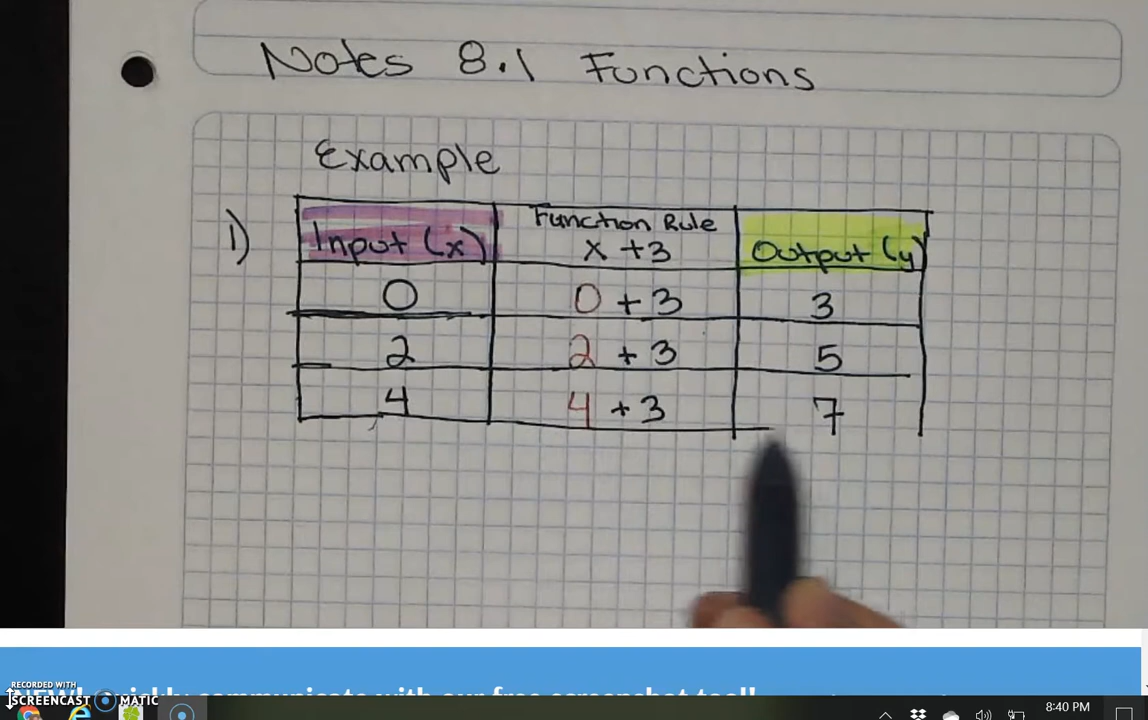 Notes 8.1 Functions
Example
1)
Input (x) Function Rule x +3 Output (y)
0 0 + 3 3
2 2 + 3 5
4 4 + 3 7
RECORDED WITH
SCREENCAST MATIC
8:40 PM